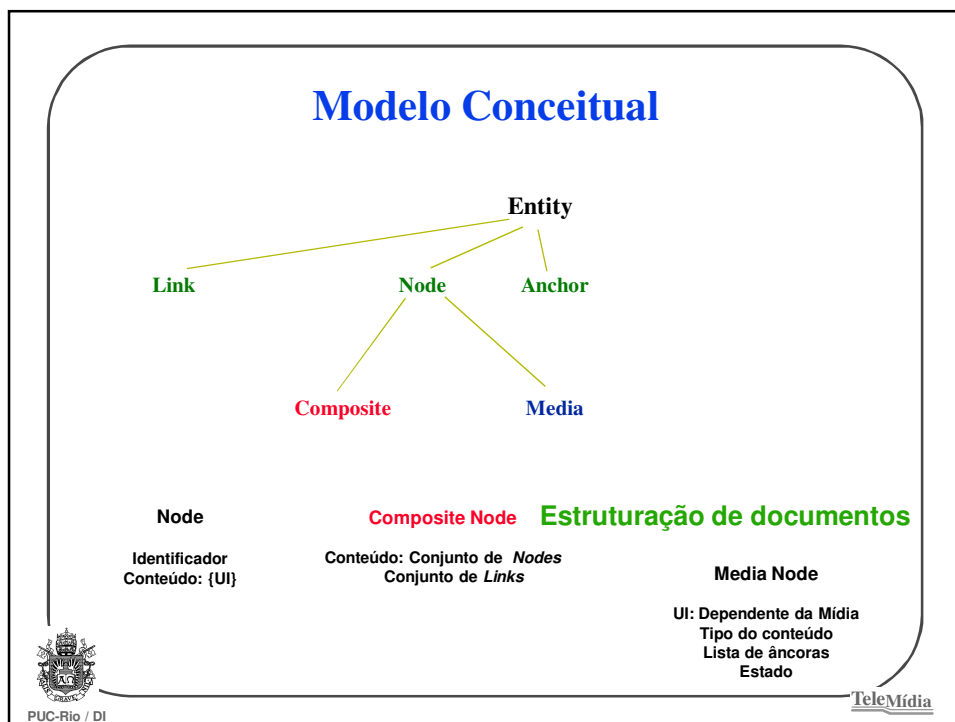 Modelo Conceitual
Entity
Link
Node
Anchor
Composite
Media
Node
Identificador
Conteúdo: {UI}
Composite Node
Conteúdo: Conjunto de Nodes
Conjunto de Links
Estruturação de documentos
Media Node
UI: Dependente da Mídia
Tipo do conteúdo
Lista de âncoras
Estado
PUC-Rio / DI
TeleMídia